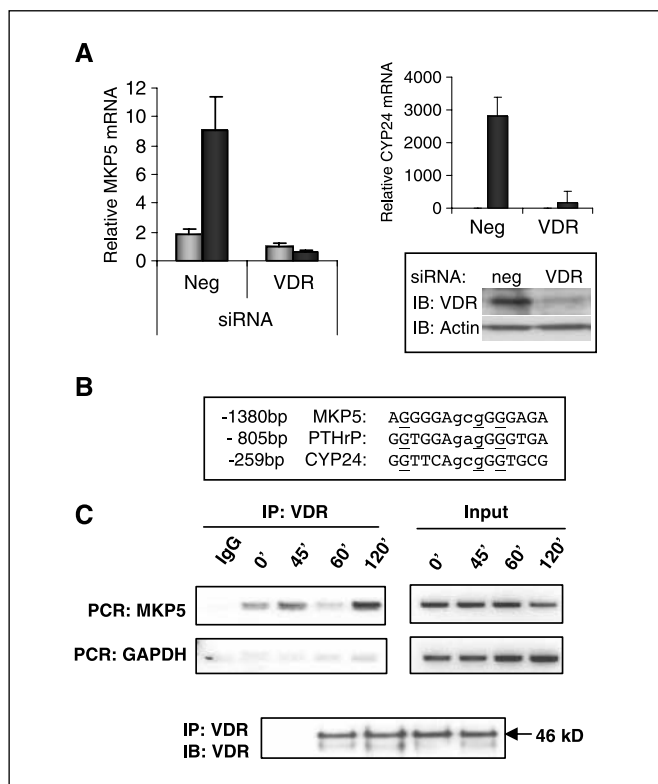 A
Relative MKP5 mRNA
12
10
8
6
4
2
0
Neg VDR
siRNA
Relative CYP24 mRNA
4000
3000
2000
1000
0
Neg VDR
siRNA: neg VDR
IB: VDR
IB: Actin
B
-1380bp MKP5: AGGGGAgcgGGGAGA
- 805bp PTHrP: GGTGGAgagGGGTGA
-259bp CYP24: GGTTCAgcgGGTGCG
C
IP: VDR Input
IgG 0' 45' 60' 120' 0' 45' 60' 120'
PCR: MKP5
PCR: GAPDH
IP: VDR
IB: VDR
46 kD